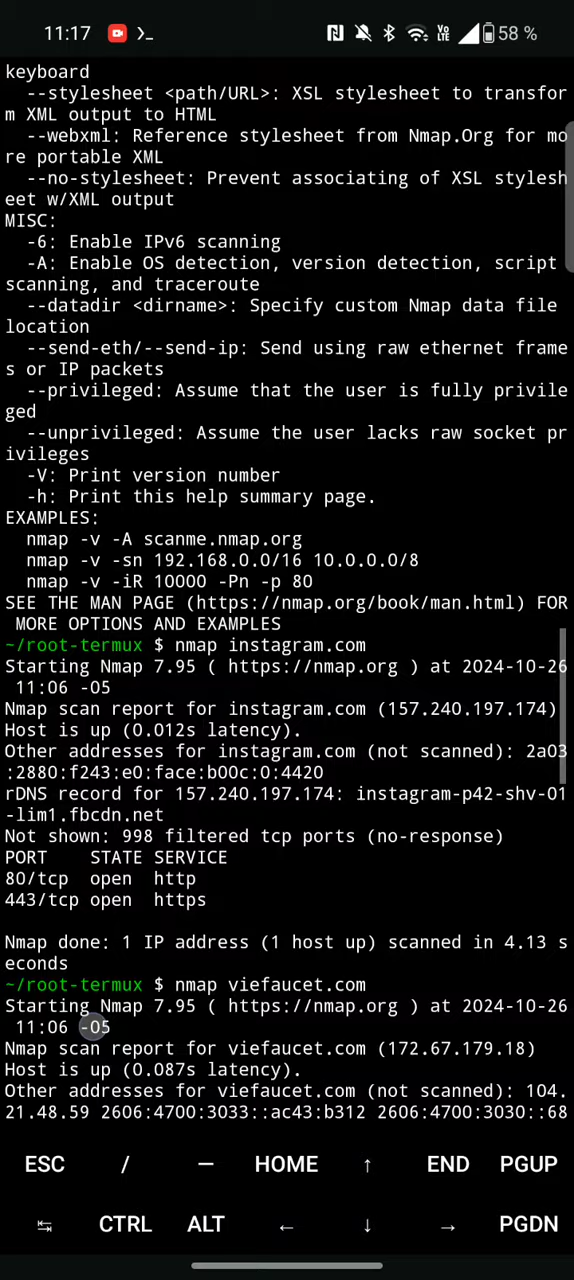 11:17 >_ VO LTE 58 %
keyboard
--stylesheet <path/URL>: XSL stylesheet to transfor
m XML output to HTML
--webxml: Reference stylesheet from Nmap.Org for mo
re portable XML
--no-stylesheet: Prevent associating of XSL stylesh
eet w/XML output
MISC:
-6: Enable IPv6 scanning
-A: Enable OS detection, version detection, script
scanning, and traceroute
--datadir <dirname>: Specify custom Nmap data file
location
--send-eth/--send-ip: Send using raw ethernet frame
s or IP packets
--privileged: Assume that the user is fully privile
ged
--unprivileged: Assume the user lacks raw socket pr
ivileges
-V: Print version number
-h: Print this help summary page.
EXAMPLES:
nmap -v -A scanme.nmap.org
nmap -v -sn 192.168.0.0/16 10.0.0.0/8
nmap -v -iR 10000 -Pn -p 80
SEE THE MAN PAGE (https://nmap.org/book/man.html) FOR
MORE OPTIONS AND EXAMPLES
~/root-termux $ nmap instagram.com
Starting Nmap 7.95 ( https://nmap.org ) at 2024-10-26
11:06 -05
Nmap scan report for instagram.com (157.240.197.174)
Host is up (0.012s latency).
Other addresses for instagram.com (not scanned): 2a03
:2880:f243:e0:face:b00c:0:4420
rDNS record for 157.240.197.174: instagram-p42-shv-01
-lim1.fbcdn.net
Not shown: 998 filtered tcp ports (no-response)
PORT STATE SERVICE
80/tcp open http
443/tcp open https
Nmap done: 1 IP address (1 host up) scanned in 4.13 s
econds
~/root-termux $ nmap viefaucet.com
Starting Nmap 7.95 ( https://nmap.org ) at 2024-10-26
11:06 -05
Nmap scan report for viefaucet.com (172.67.179.18)
Host is up (0.087s latency).
Other addresses for viefaucet.com (not scanned): 104.
21.48.59 2606:4700:3033::ac43:b312 2606:4700:3030::68
ESC / — HOME ↑ END PGUP
↹ CTRL ALT ← ↓ → PGDN